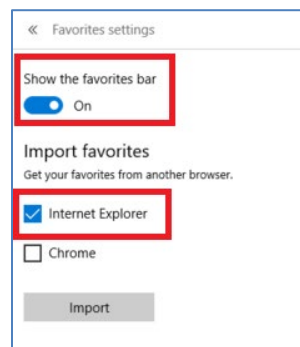 « Favorites settings
Show the favorites bar
On
Import favorites
Get your favorites from another browser.
Internet Explorer
Chrome
Import